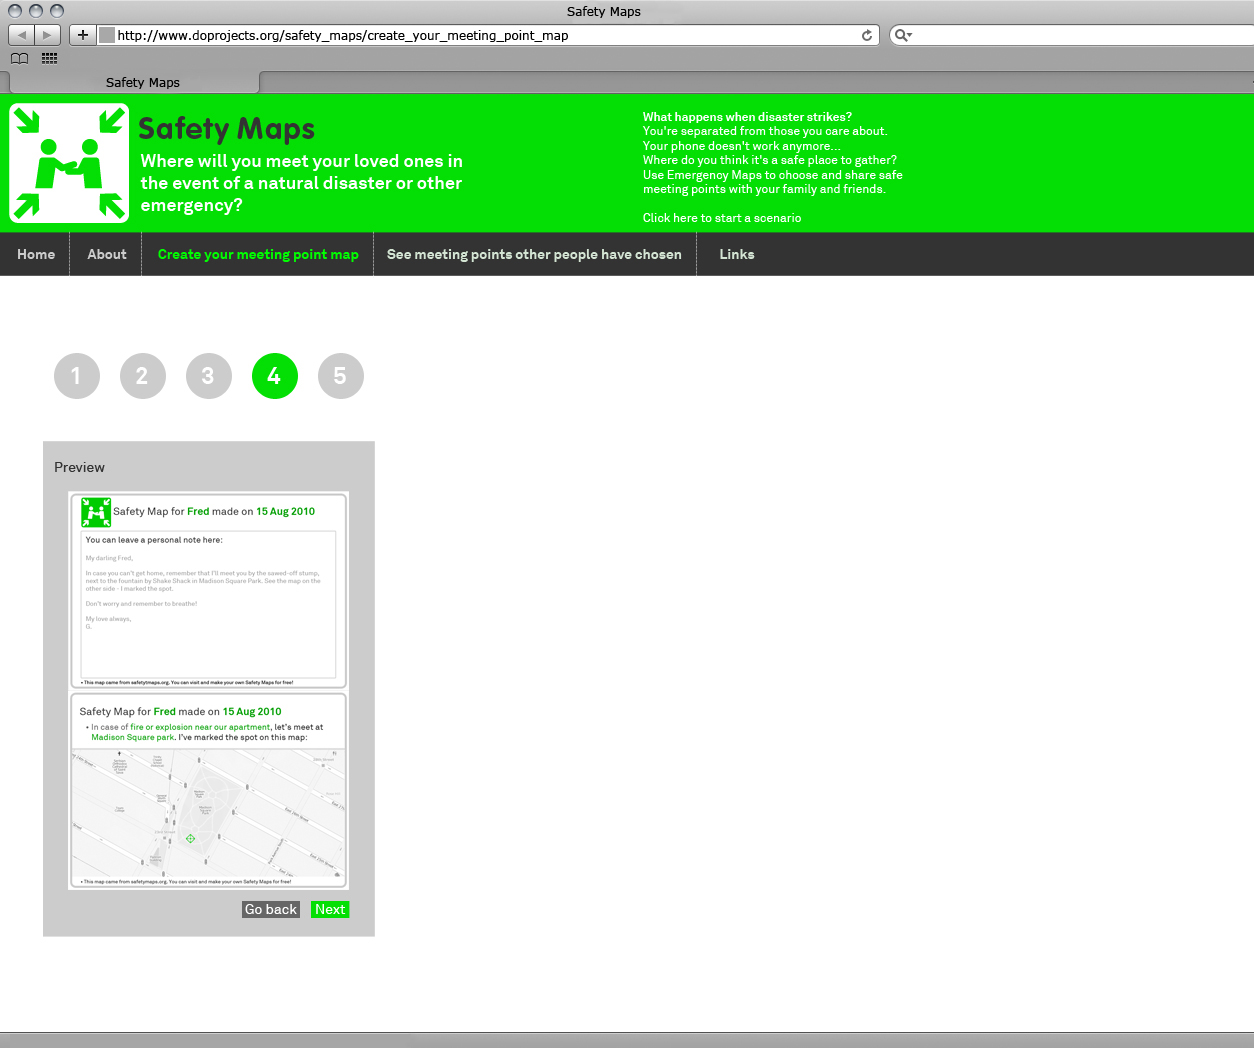 Safety Maps
http://www.doprojects.org/safety_maps/create_your_meeting_point_map
Safety Maps
Safety Maps
Where will you meet your loved ones in
the event of a natural disaster or other
emergency?
What happens when disaster strikes?
You're separated from those you care about.
Your phone doesn't work anymore...
Where do you think it's a safe place to gather?
Use Emergency Maps to choose and share safe
meeting points with your family and friends.
Click here to start a scenario
Home
About
Create your meeting point map
See meeting points other people have chosen
Links
1
2
3
4
5
Preview
Safety Map for Fred made on 15 Aug 2010
You can leave a personal note here:
My darling Fred,
In case you can't get home, remember that I'll meet you by the sawed-off stump,
next to the fountain by Shake Shack in Madison Square Park. See the map on the
other side - I marked the spot.
Don't worry and remember to breathe!
My love always,
G.
• This map came from safetymaps.org. You can visit and make your own Safety Maps for free!
Safety Map for Fred made on 15 Aug 2010
• In case of fire or explosion near our apartment, let's meet at
Madison Square park. I've marked the spot on this map:
Madison
Square
Park
East 26th Street
East 23rd Street
• This map came from safetymaps.org. You can visit and make your own Safety Maps for free!
Go back
Next